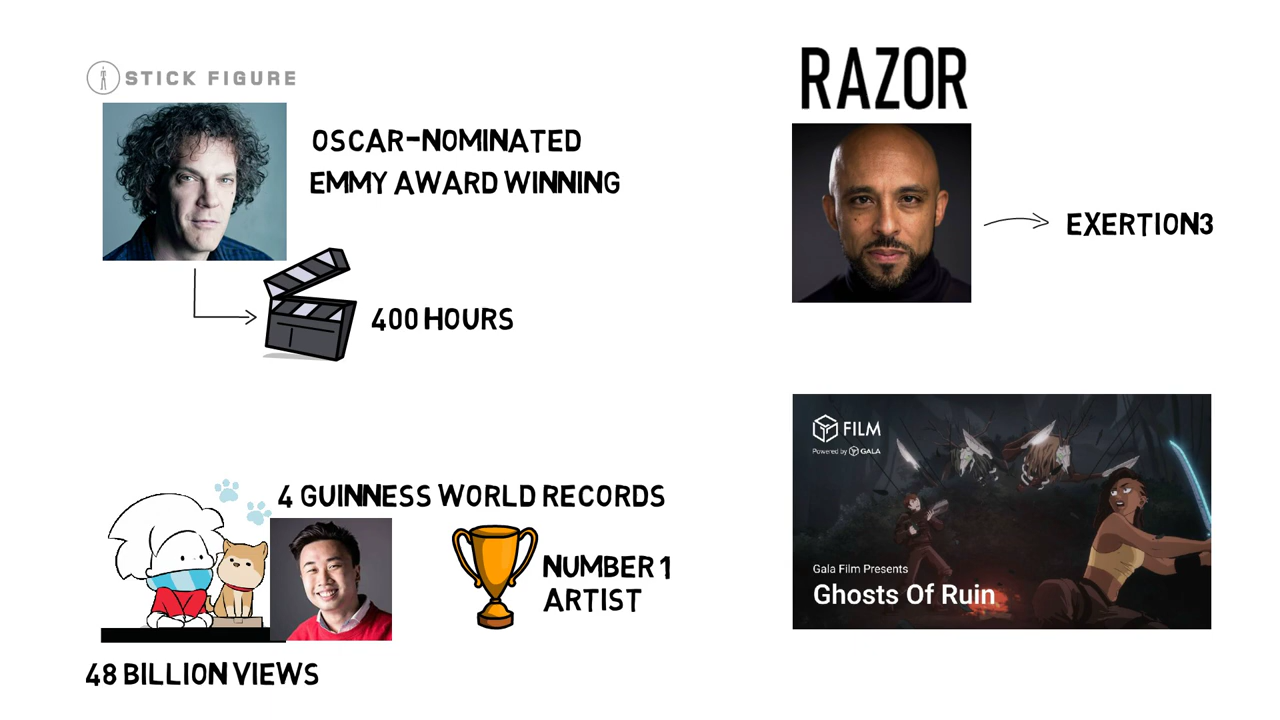 STICK FIGURE
OSCAR-NOMINATED
EMMY AWARD WINNING
400 HOURS
RAZOR
EXERTION3
4 GUINNESS WORLD RECORDS
NUMBER 1
ARTIST
48 BILLION VIEWS
FILM
Powered by GALA
Gala Film Presents
Ghosts Of Ruin